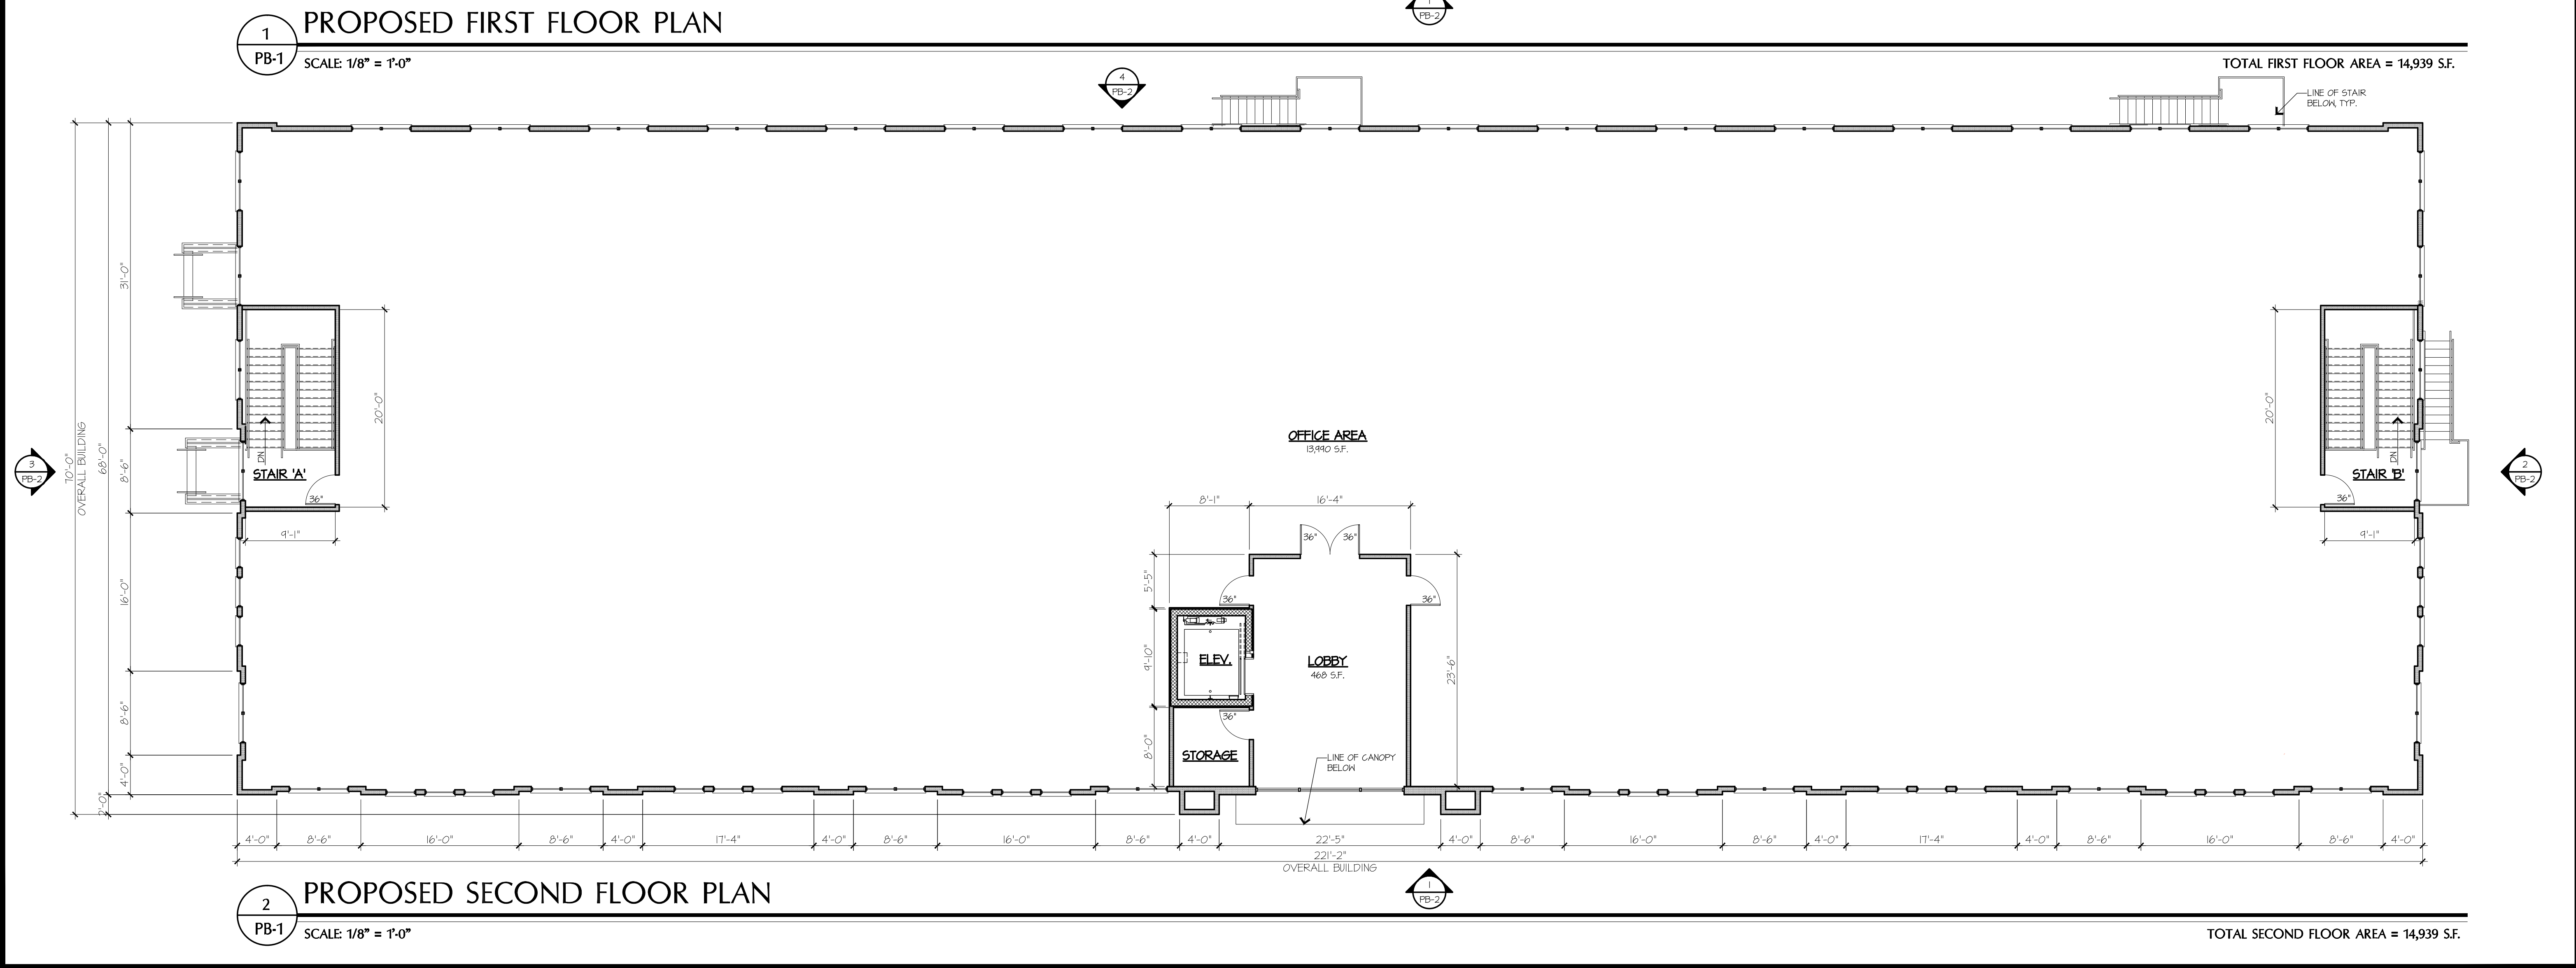 1
PB-2
PROPOSED FIRST FLOOR PLAN
1
PB-1
SCALE: 1/8" = 1'-0"
TOTAL FIRST FLOOR AREA = 14,939 S.F.
4
PB-2
LINE OF STAIR
BELOW, TYP.
70'-0"
OVERALL BUILDING
68'-0"
2'-0"
31'-0"
8'-6"
16'-0"
8'-6"
4'-0"
3
PB-2
20'-0"
DN
STAIR 'A'
36"
9'-1"
OFFICE AREA
13,990 S.F.
20'-0"
DN
STAIR 'B'
36"
9'-1"
2
PB-2
8'-1"
16'-4"
36"
36"
5'-5"
36"
36"
9'-10"
ELEV.
LOBBY
468 S.F.
23'-6"
36"
8'-0"
STORAGE
LINE OF CANOPY
BELOW
4'-0"
8'-6"
16'-0"
8'-6"
4'-0"
17'-4"
4'-0"
8'-6"
16'-0"
8'-6"
4'-0"
22'-5"
4'-0"
8'-6"
16'-0"
8'-6"
4'-0"
17'-4"
4'-0"
8'-6"
16'-0"
8'-6"
4'-0"
221'-2"
OVERALL BUILDING
1
PB-2
PROPOSED SECOND FLOOR PLAN
2
PB-1
SCALE: 1/8" = 1'-0"
TOTAL SECOND FLOOR AREA = 14,939 S.F.